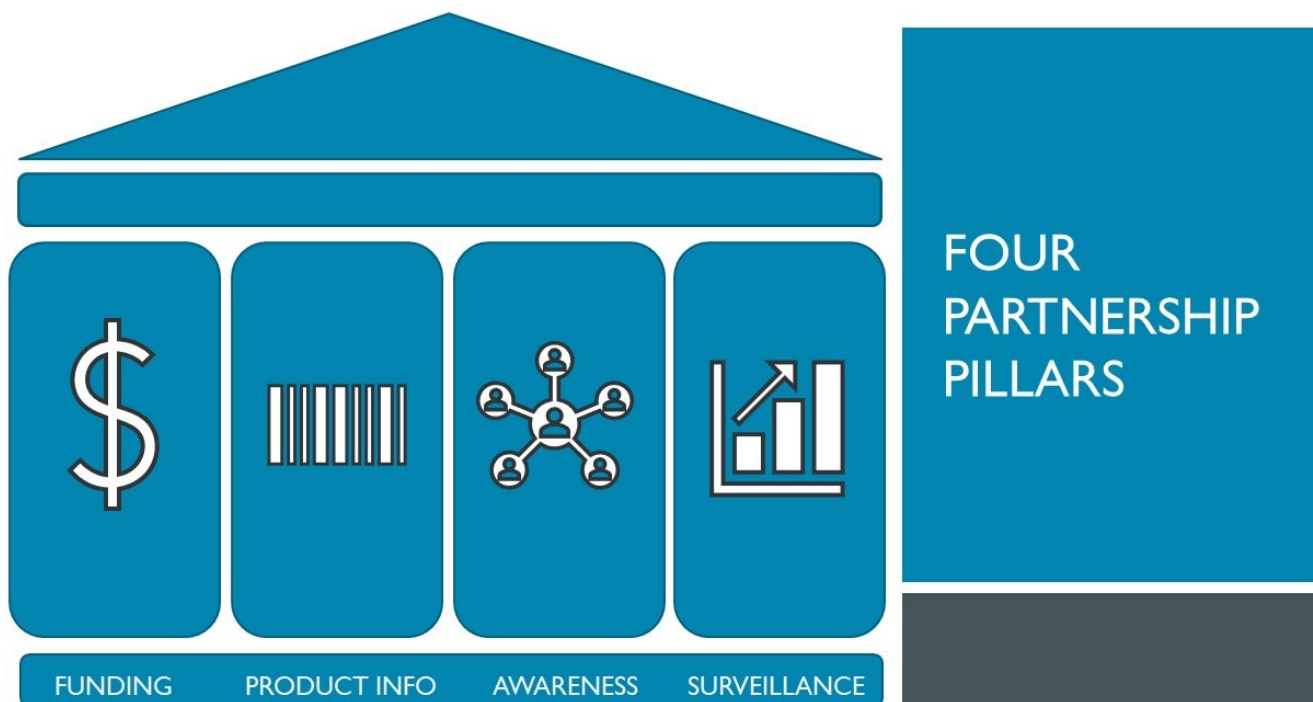 FOUR
PARTNERSHIP
PILLARS
FUNDING
PRODUCT INFO
AWARENESS
SURVEILLANCE